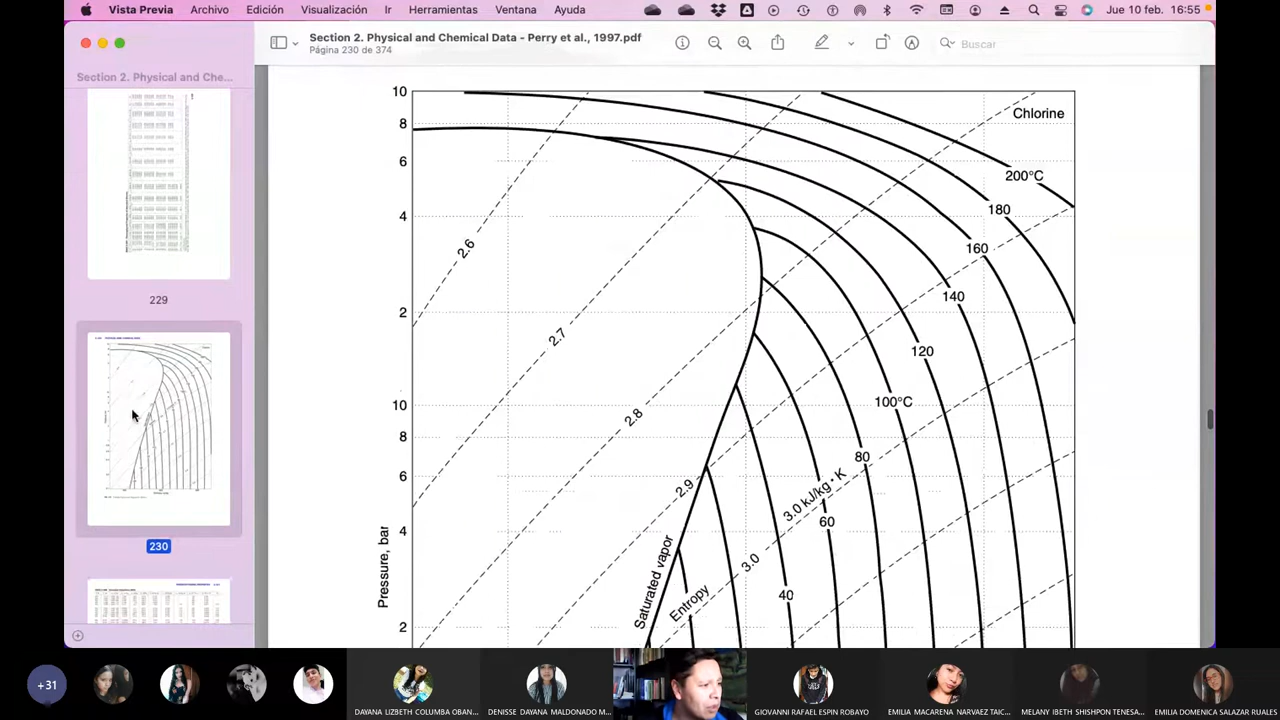 Vista Previa Archivo Edición Visualización Ir Herramientas Ventana Ayuda Jue 10 feb. 16:55
Section 2. Physical and Chemical Data - Perry et al., 1997.pdf
Página 230 de 374
Buscar
Section 2. Physical and Che...
229
230
10
8
6
4
2
10
8
6
4
2
Pressure, bar
Chlorine
200°C
180
160
140
120
100°C
80
60
40
2.6
2.7
2.8
2.9
3.0 kJ/kg · K
3.0
Saturated vapor
Entropy
+31
DAYANA LIZBETH COLUMBA OBAN...
DENISSE DAYANA MALDONADO M...
GIOVANNI RAFAEL ESPIN ROBAYO
EMILIA MACARENA NARVAEZ TAIC...
MELANY IBETH SHISHPON TENESA...
EMILIA DOMENICA SALAZAR RUALES